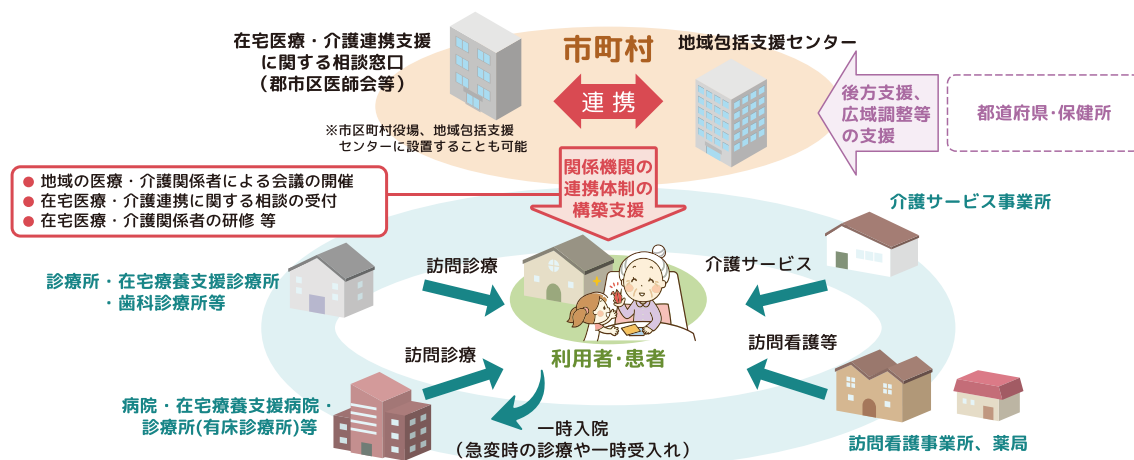 在宅医療・介護連携支援
に関する相談窓口
（郡市区医師会等）
市町村
地域包括支援センター
連携
※市区町村役場、地域包括支援
センターに設置することも可能
後方支援、
広域調整等
の支援
都道府県・保健所
関係機関の
連携体制の
構築支援
● 地域の医療・介護関係者による会議の開催
● 在宅医療・介護連携に関する相談の受付
● 在宅医療・介護関係者の研修 等
介護サービス事業所
診療所・在宅療養支援診療所
・歯科診療所等
訪問診療
介護サービス
利用者・患者
訪問診療
訪問看護等
病院・在宅療養支援病院・
診療所(有床診療所)等
一時入院
（急変時の診療や一時受入れ）
訪問看護事業所、薬局